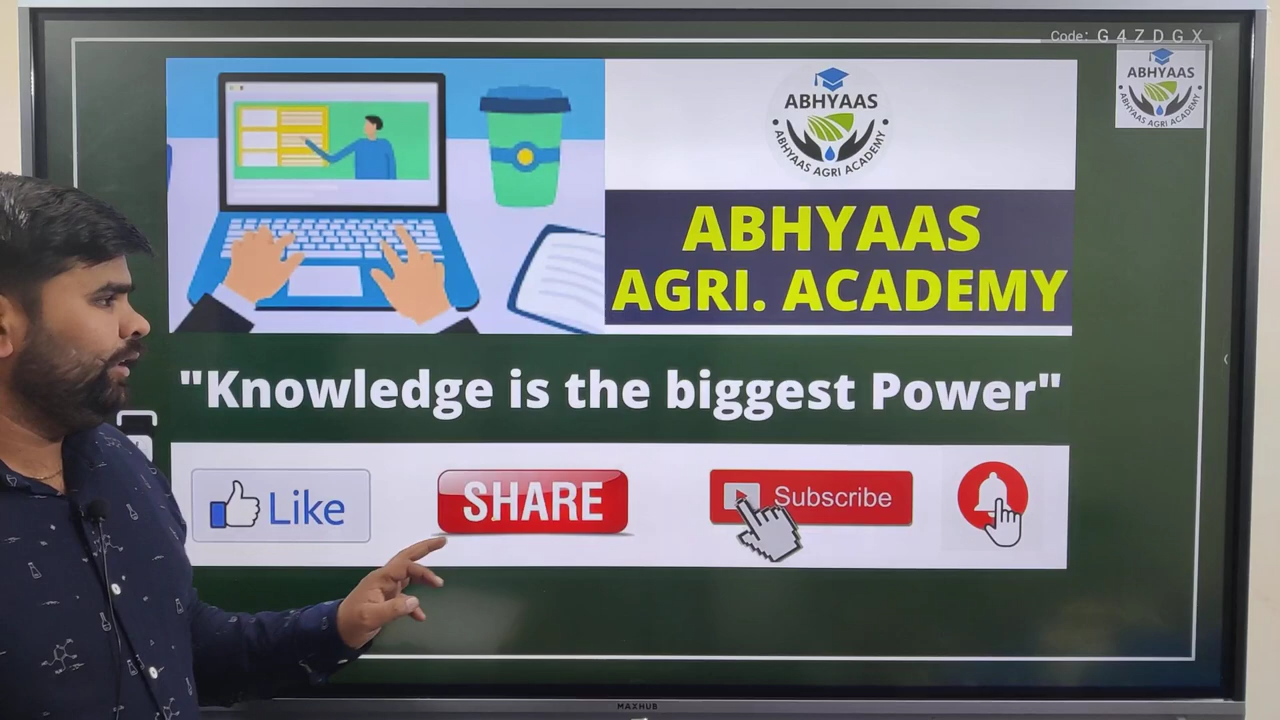 Code: G 4 Z D G X
ABHYAAS
ABHYAAS AGRI ACADEMY
ABHYAAS
ABHYAAS AGRI ACADEMY
ABHYAAS
AGRI. ACADEMY
"Knowledge is the biggest Power"
Like
SHARE
Subscribe
MAXHUB